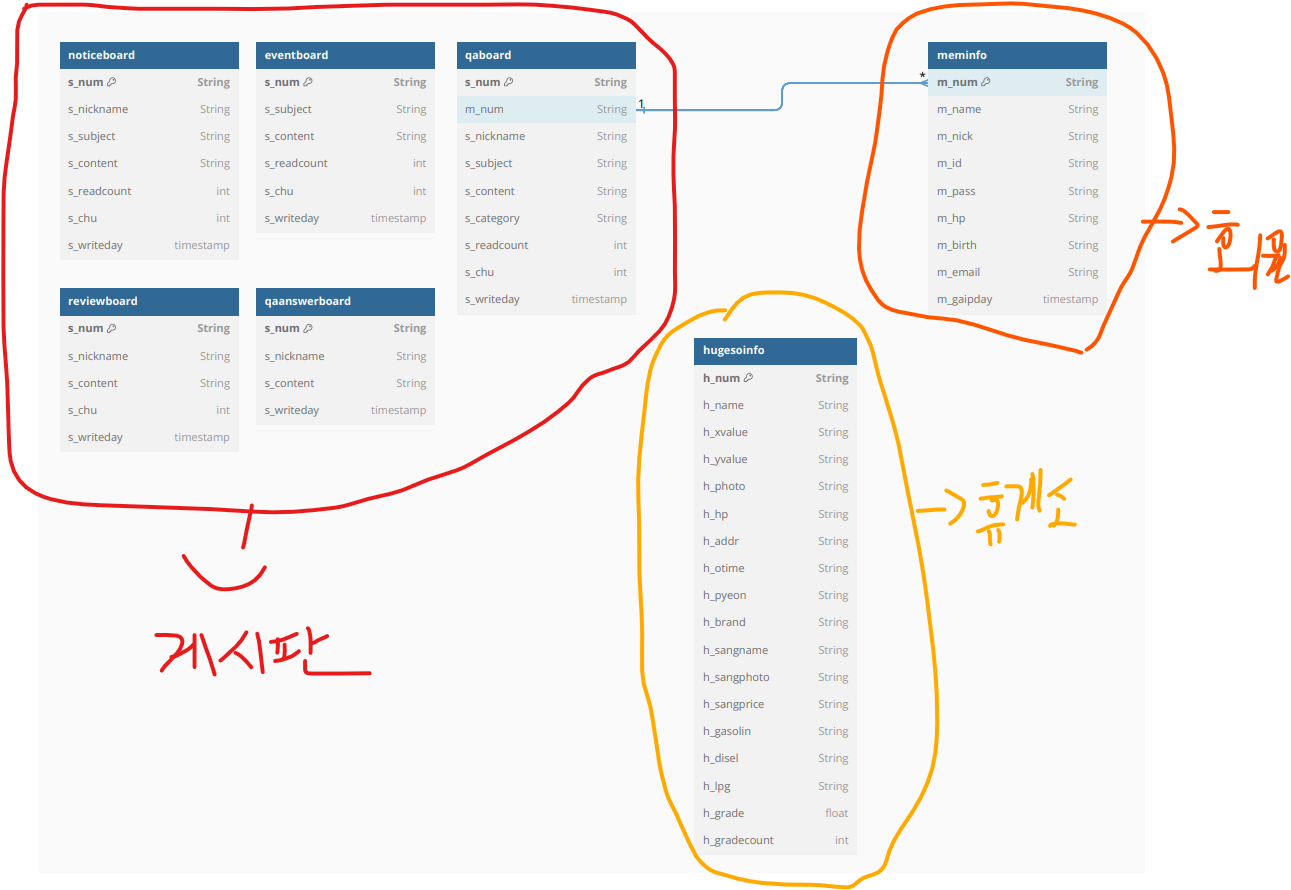 noticeboard
s_num String
s_nickname String
s_subject String
s_content String
s_readcount int
s_chu int
s_writeday timestamp
eventboard
s_num String
s_subject String
s_content String
s_readcount int
s_chu int
s_writeday timestamp
qaboard
s_num String
m_num String
s_nickname String
s_subject String
s_content String
s_category String
s_readcount int
s_chu int
s_writeday timestamp
1
*
meminfo
m_num String
m_name String
m_nick String
m_id String
m_pass String
m_hp String
m_birth String
m_email String
m_gaipday timestamp
회원
reviewboard
s_num String
s_nickname String
s_content String
s_chu int
s_writeday timestamp
qaanswerboard
s_num String
s_nickname String
s_content String
s_writeday timestamp
게시판
hugesoinfo
h_num String
h_name String
h_xvalue String
h_yvalue String
h_photo String
h_hp String
h_addr String
h_otime String
h_pyeon String
h_brand String
h_sangname String
h_sangphoto String
h_sangprice String
h_gasolin String
h_disel String
h_lpg String
h_grade float
h_gradecount int
휴게소